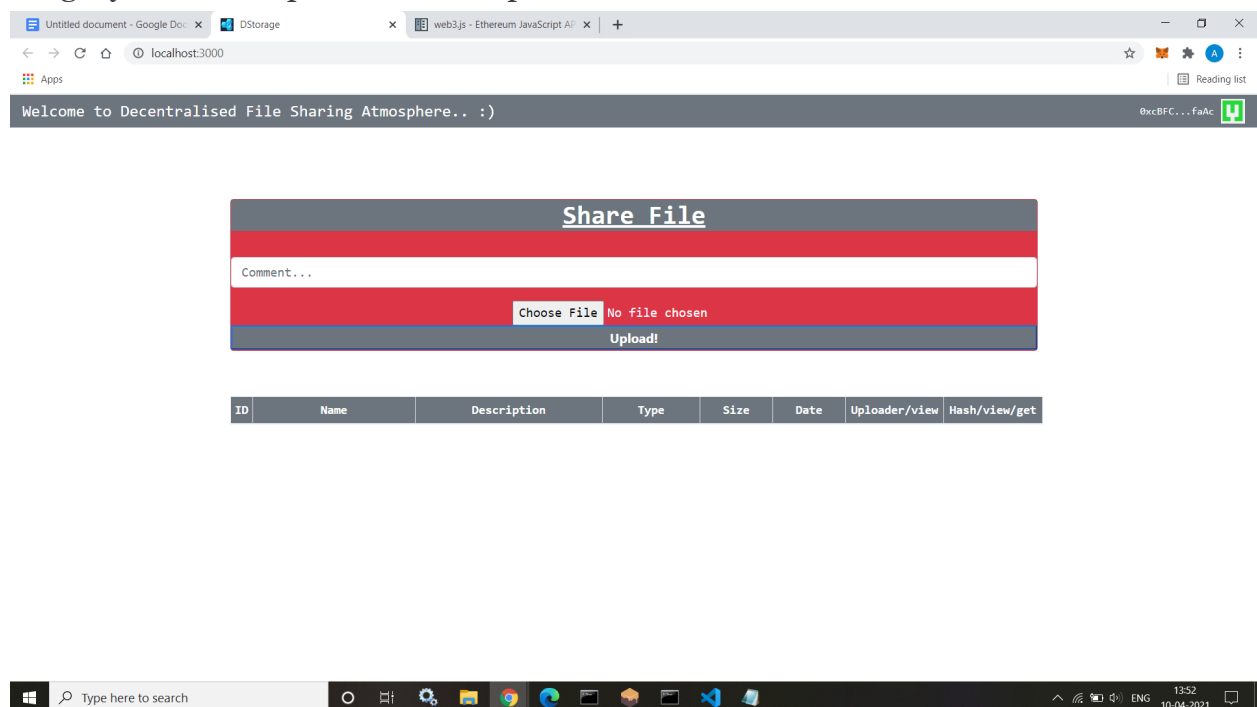 Untitled document - Google Doc
DStorage
web3.js - Ethereum JavaScript AP
localhost:3000
A
Apps
Reading list
Welcome to Decentralised File Sharing Atmosphere.. :)
0xcBFC...faAc
Share File
Comment...
Choose File No file chosen
Upload!
ID Name Description Type Size Date Uploader/view Hash/view/get
Type here to search
ENG
13:52
10-04-2021